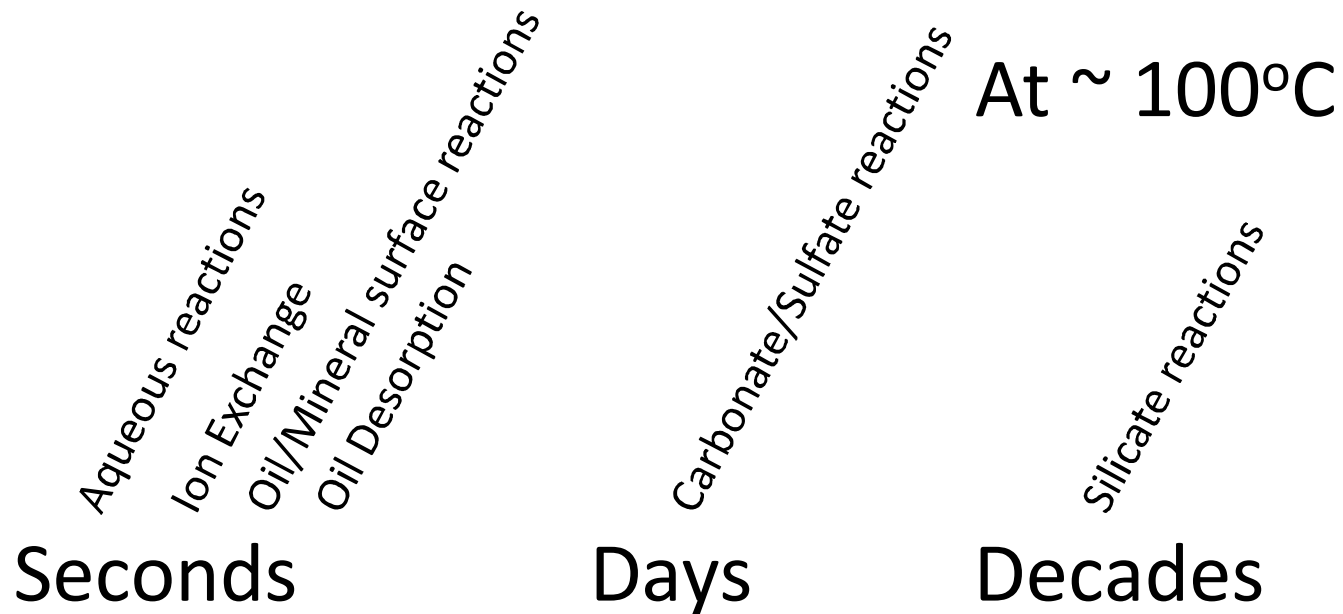 At ~ 100°C
Aqueous reactions
Ion Exchange
Oil/Mineral surface reactions
Oil Desorption
Carbonate/Sulfate reactions
Silicate reactions
Seconds
Days
Decades